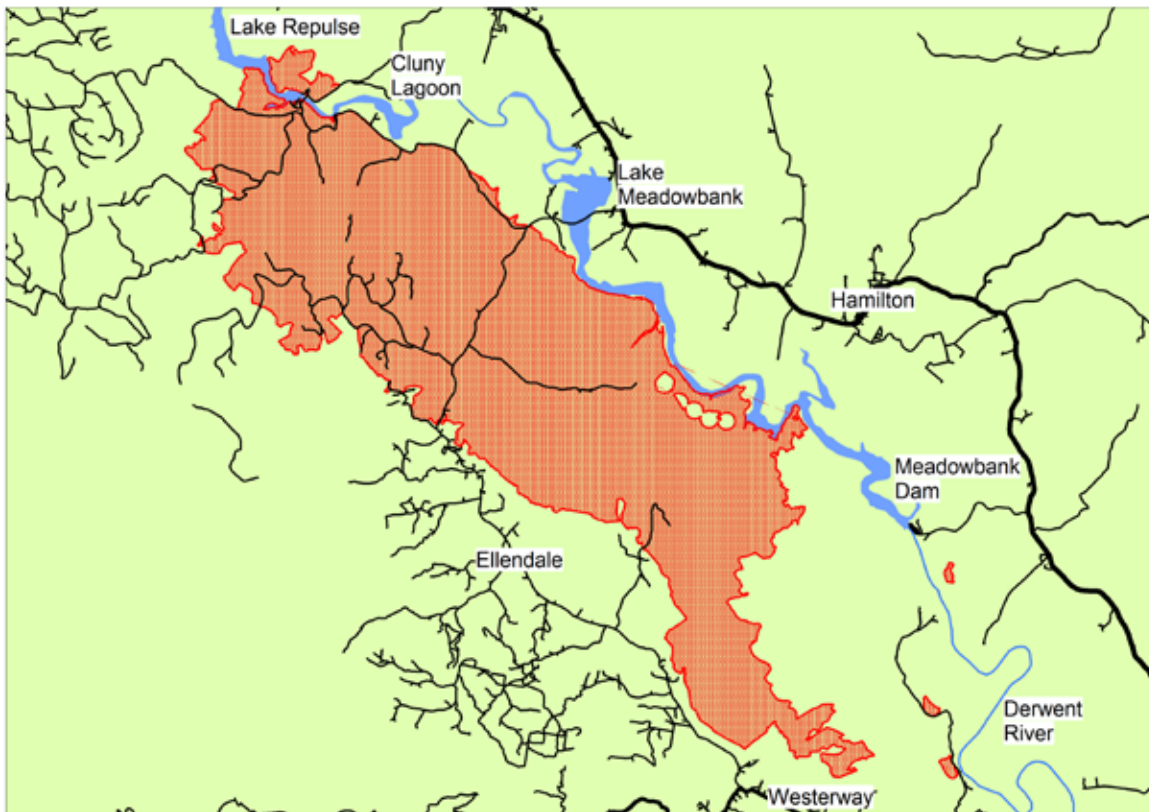 Lake Repulse
Cluny
Lagoon
Lake
Meadowbank
Hamilton
Meadowbank
Dam
Ellendale
Derwent
River
Westerway